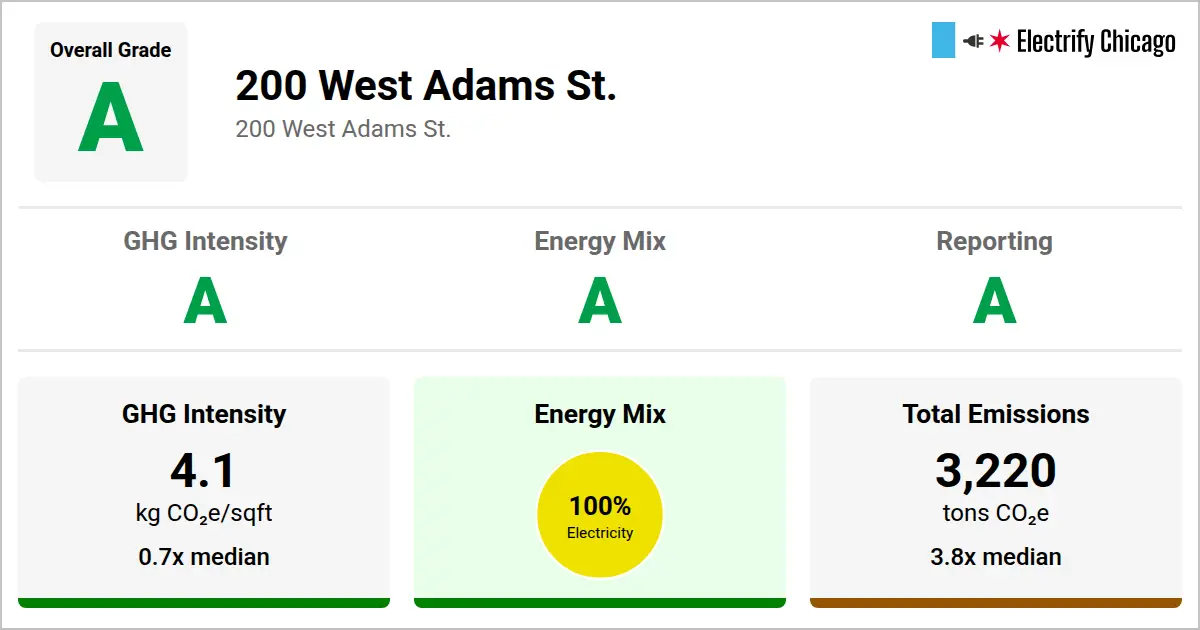 Overall Grade
A
200 West Adams St.
200 West Adams St.
Electrify Chicago
GHG Intensity
A
Energy Mix
A
Reporting
A
GHG Intensity
4.1
kg CO₂e/sqft
0.7x median
Energy Mix
100%
Electricity
Total Emissions
3,220
tons CO₂e
3.8x median